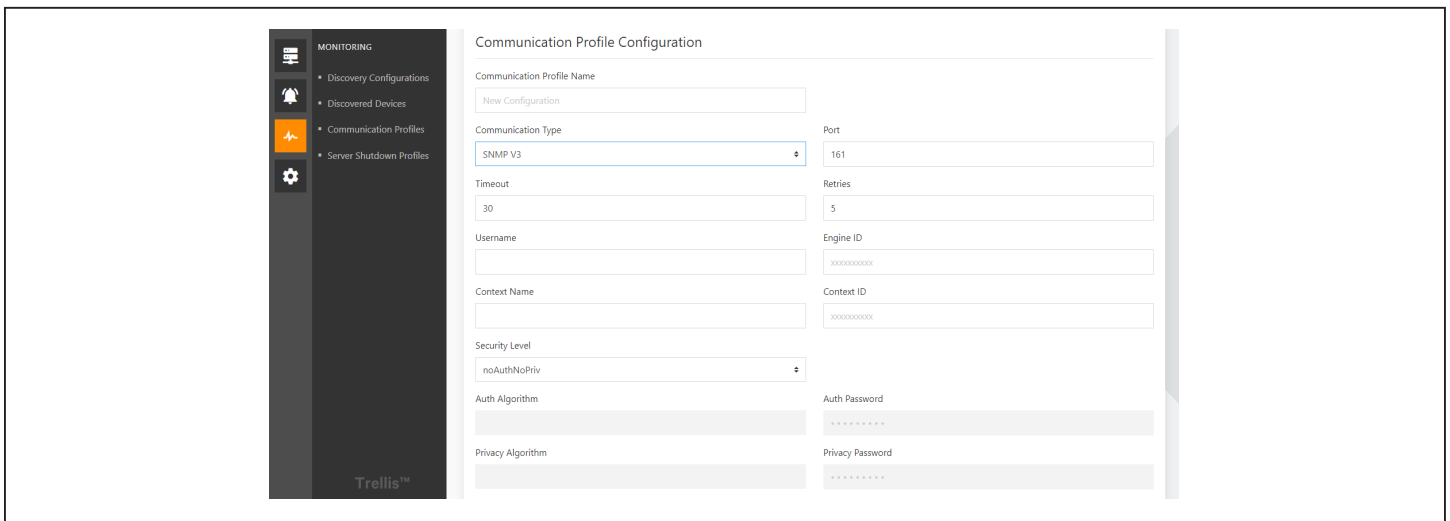 MONITORING
Discovery Configurations
Discovered Devices
Communication Profiles
Server Shutdown Profiles
Trellis™
Communication Profile Configuration
Communication Profile Name
New Configuration
Communication Type
Port
SNMP V3
161
Timeout
Retries
30
5
Username
Engine ID
xxxxxxxxxx
Context Name
Context ID
xxxxxxxxxx
Security Level
noAuthNoPriv
Auth Algorithm
Auth Password
Privacy Algorithm
Privacy Password